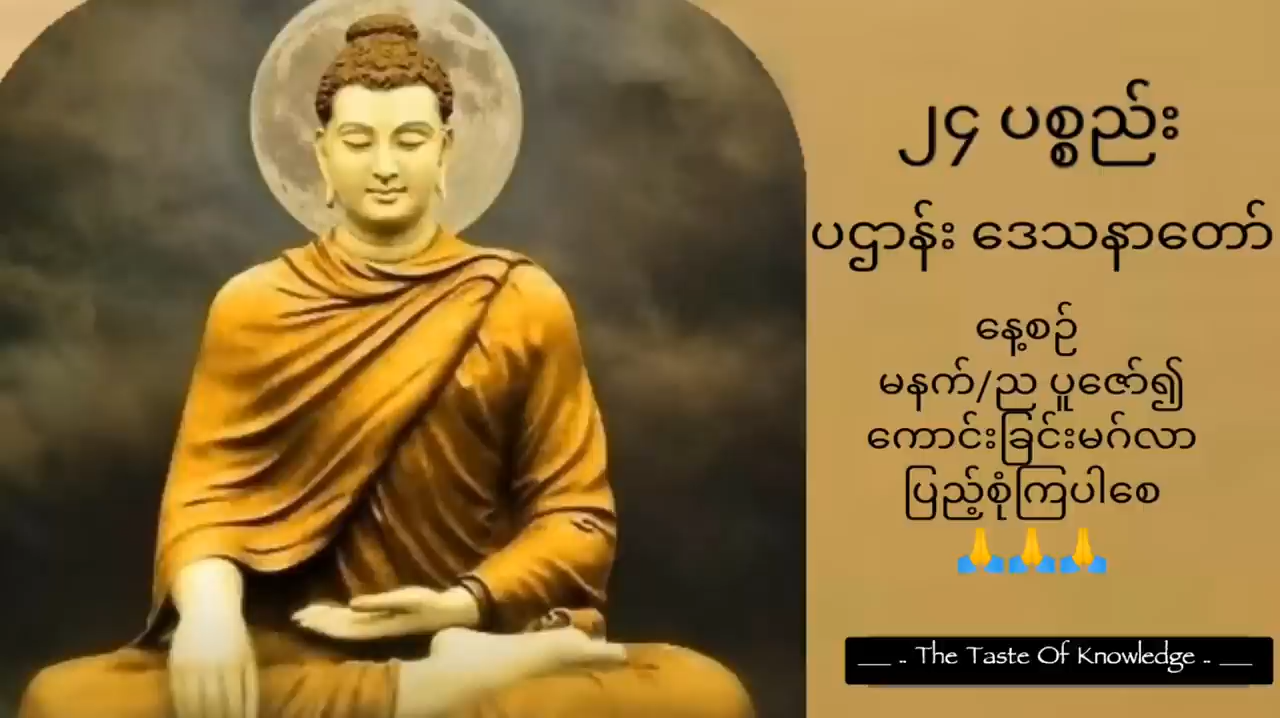 ၂၄ ပစ္စည်း
ပဌာန်း ဒေသနာတော်
နေ့စဉ်
မနက်/ည ပူဇော်၍
ကောင်းခြင်းမင်္ဂလာ
ပြည့်စုံကြပါစေ
🙏🙏🙏
___ .. The Taste Of Knowledge .. ___